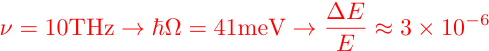 ν = 10THz → ℏΩ = 41meV → ΔE/E ≈ 3 × 10⁻⁶